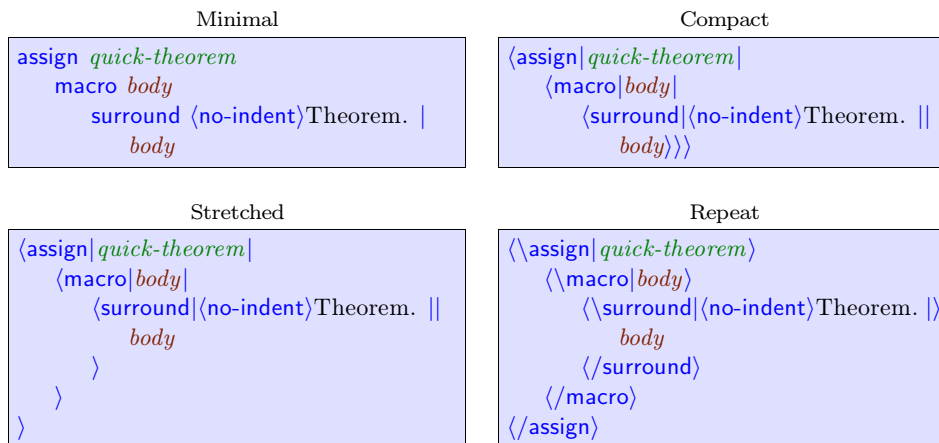 Minimal
assign quick-theorem
macro body
surround ⟨no-indent⟩Theorem. |
body
Compact
⟨assign|quick-theorem|
⟨macro|body|
⟨surround|⟨no-indent⟩Theorem. ||
body⟩⟩⟩
Stretched
⟨assign|quick-theorem|
⟨macro|body|
⟨surround|⟨no-indent⟩Theorem. ||
body
⟩
⟩
⟩
Repeat
⟨\assign|quick-theorem⟩
⟨\macro|body⟩
⟨\surround|⟨no-indent⟩Theorem. |⟩
body
⟨/surround⟩
⟨/macro⟩
⟨/assign⟩